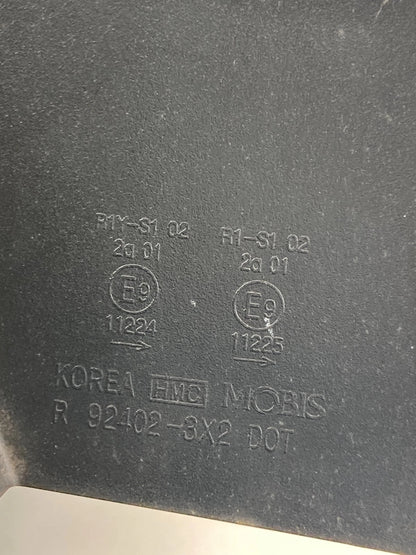 R1Y-S1 02 R1-S1 02
2a 01 2a 01
E9 E9
11224 11225
→ →
KOREA HMC MOBIS
R 92402-3X2 DOT